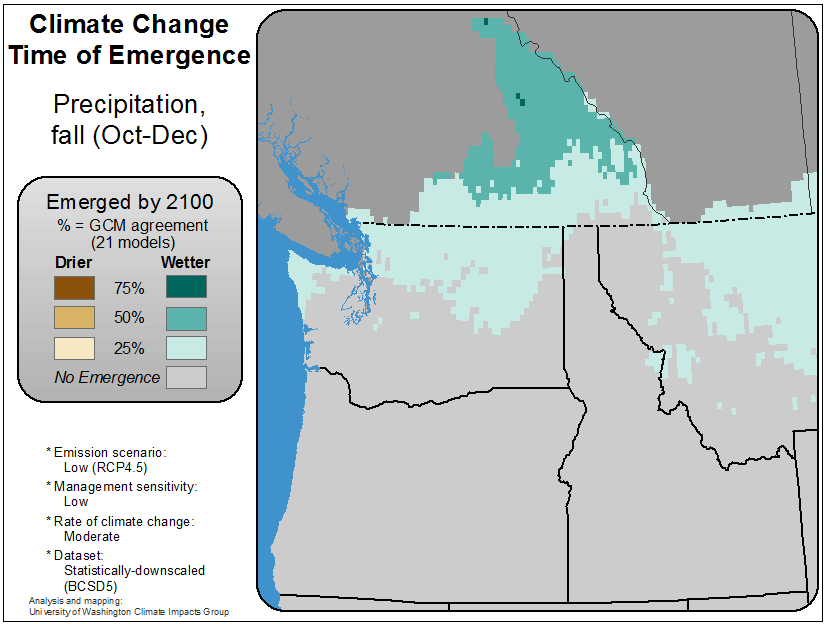 Climate Change
Time of Emergence
Precipitation,
fall (Oct-Dec)
Emerged by 2100
% = GCM agreement
(21 models)
Drier Wetter
75%
50%
25%
No Emergence
* Emission scenario:
Low (RCP4.5)
* Management sensitivity:
Low
* Rate of climate change:
Moderate
* Dataset:
Statistically-downscaled
(BCSD5)
Analysis and mapping:
University of Washington Climate Impacts Group